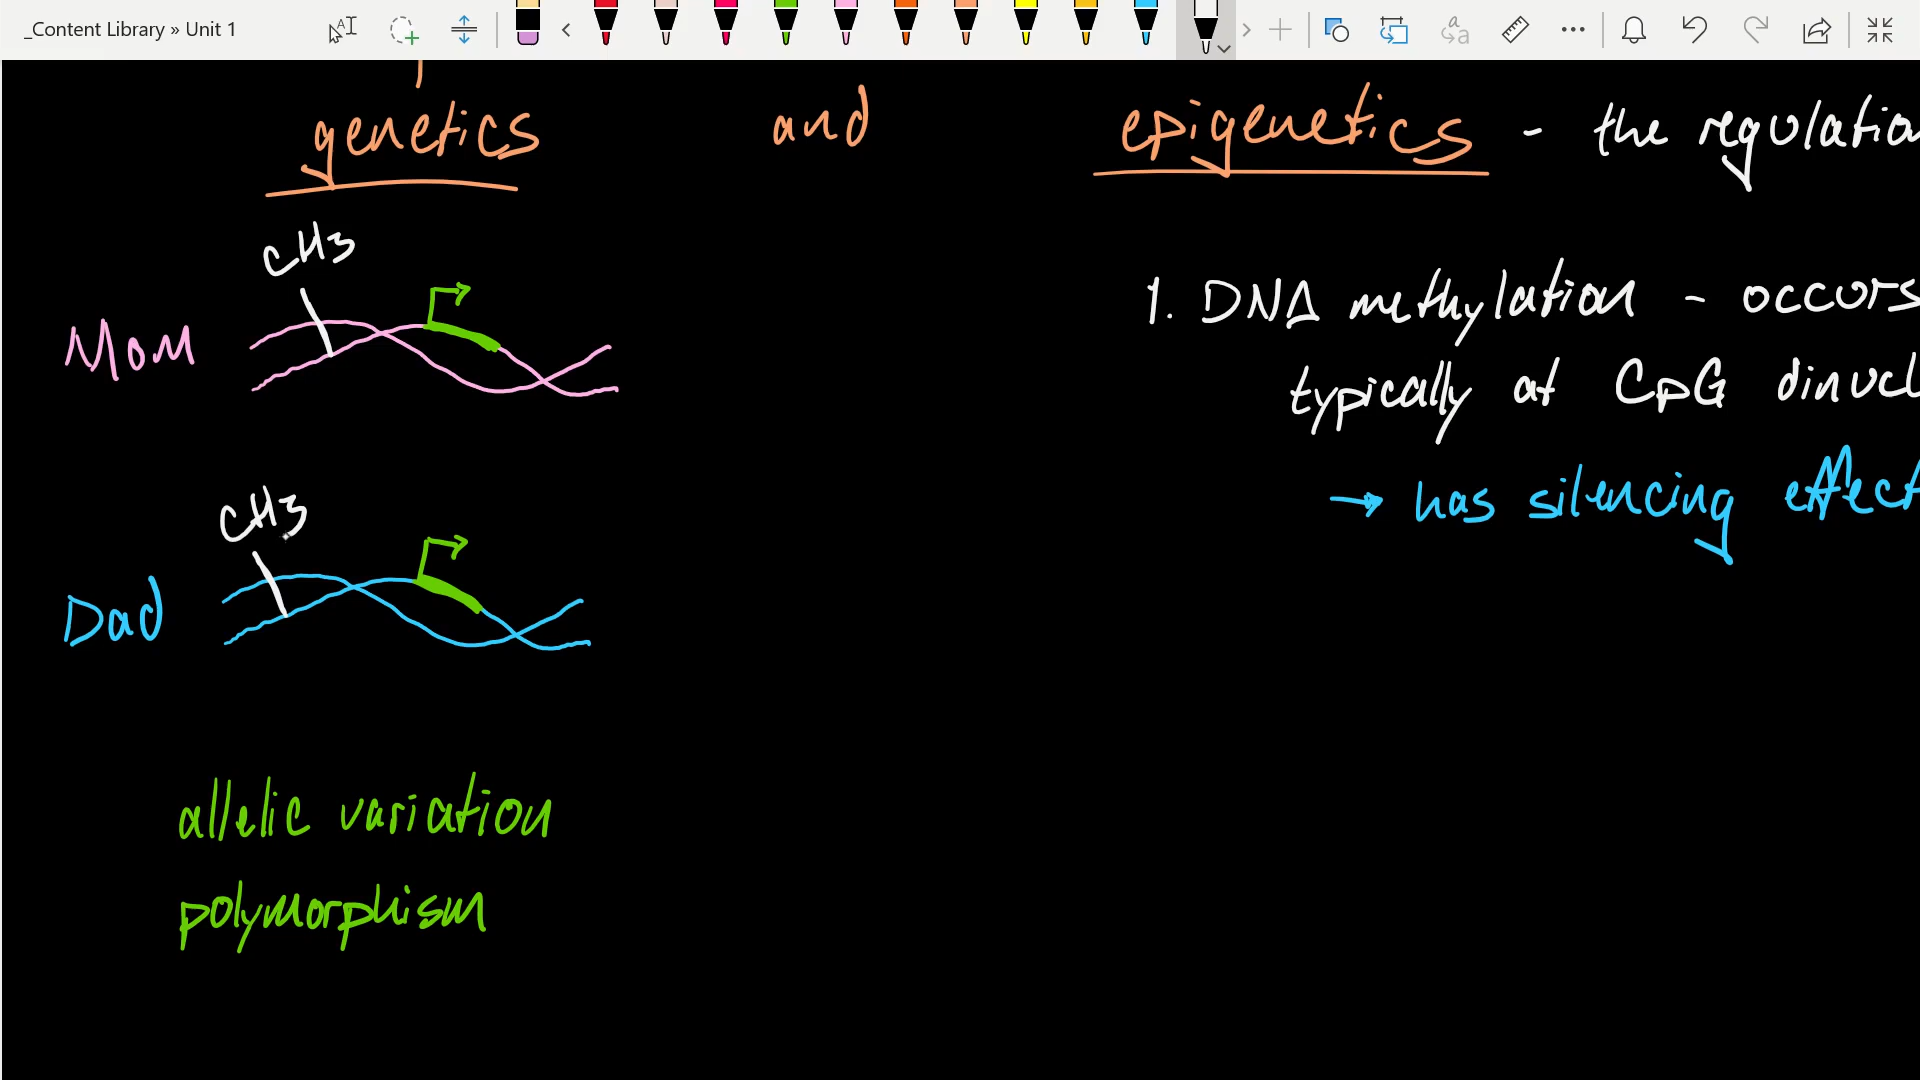 _Content Library » Unit 1
genetics and epigenetics - the regulation
CH3
Mom
1. DNA methylation - occurs
typically at CpG dinucl
→ has silencing effect
CH3
Dad
allelic variation
polymorphism